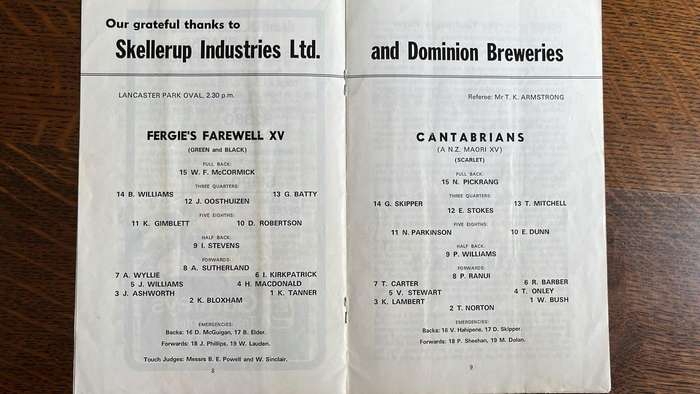 Our grateful thanks to
Skellerup Industries Ltd. and Dominion Breweries
LANCASTER PARK OVAL, 2.30 p.m.
FERGIE'S FAREWELL XV
(GREEN and BLACK)
FULL BACK:
15 W. F. McCORMICK
THREE QUARTERS:
14 B. WILLIAMS 13 G. BATTY
12 J. OOSTHUIZEN
FIVE EIGHTHS:
11 K. GIMBLETT 10 D. ROBERTSON
HALF BACK:
9 I. STEVENS
FORWARDS:
8 A. SUTHERLAND
7 A. WYLLIE 6 I. KIRKPATRICK
5 J. WILLIAMS 4 H. MACDONALD
3 J. ASHWORTH 1 K. TANNER
2 K. BLOXHAM
EMERGENCIES:
Backs: 16 D. McGuigan, 17 B. Elder.
Forwards: 18 J. Phillips, 19 W. Lauden.
Touch Judges: Messrs B. E. Powell and W. Sinclair.
8
Referee: Mr T. K. ARMSTRONG
CANTABRIANS
(A N.Z. MAORI XV)
(SCARLET)
FULL BACK:
15 N. PICKRANG
THREE QUARTERS:
14 G. SKIPPER 13 T. MITCHELL
12 E. STOKES
FIVE EIGHTHS:
11 N. PARKINSON 10 E. DUNN
HALF BACK:
9 P. WILLIAMS
FORWARDS:
8 P. RANUI
7 T. CARTER 6 R. BARBER
5 V. STEWART 4 T. ONLEY
3 K. LAMBERT 1 W. BUSH
2 T. NORTON
EMERGENCIES:
Backs: 16 V. Hahipene, 17 D. Skipper.
Forwards: 18 P. Sheehan, 19 M. Dolan.
9